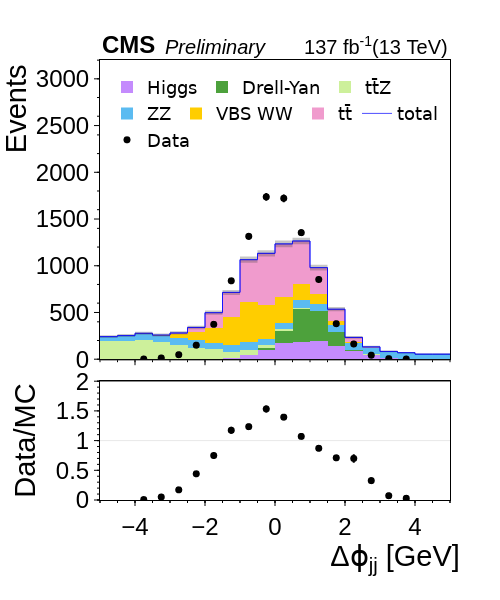 CMS Preliminary 137 fb⁻¹(13 TeV)
Events
3000
2500
2000
1500
1000
500
0
Higgs Drell-Yan tt̄Z
ZZ VBS WW tt̄ total
Data
Data/MC
2
1.5
1
0.5
0
−4 −2 0 2 4
Δϕjj [GeV]